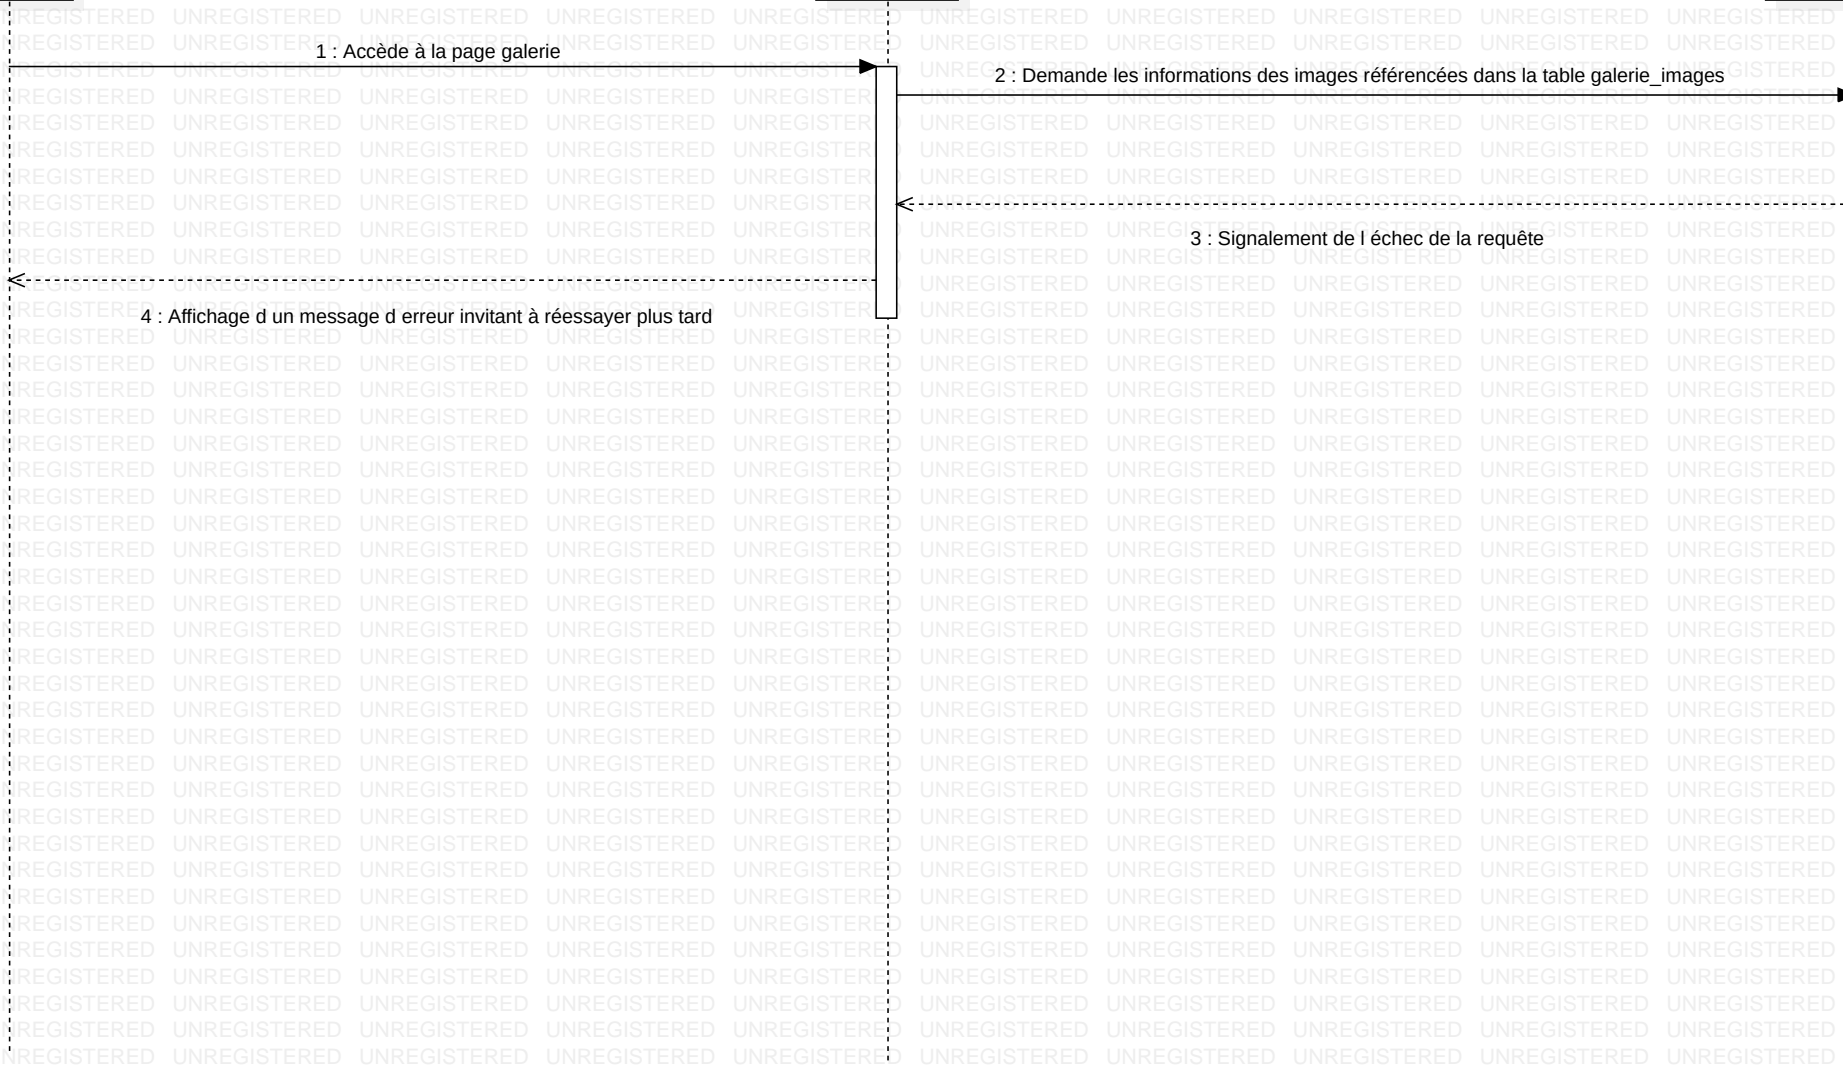 1 : Accède à la page galerie
2 : Demande les informations des images référencées dans la table galerie_images
3 : Signalement de l échec de la requête
4 : Affichage d un message d erreur invitant à réessayer plus tard
UNREGISTERED